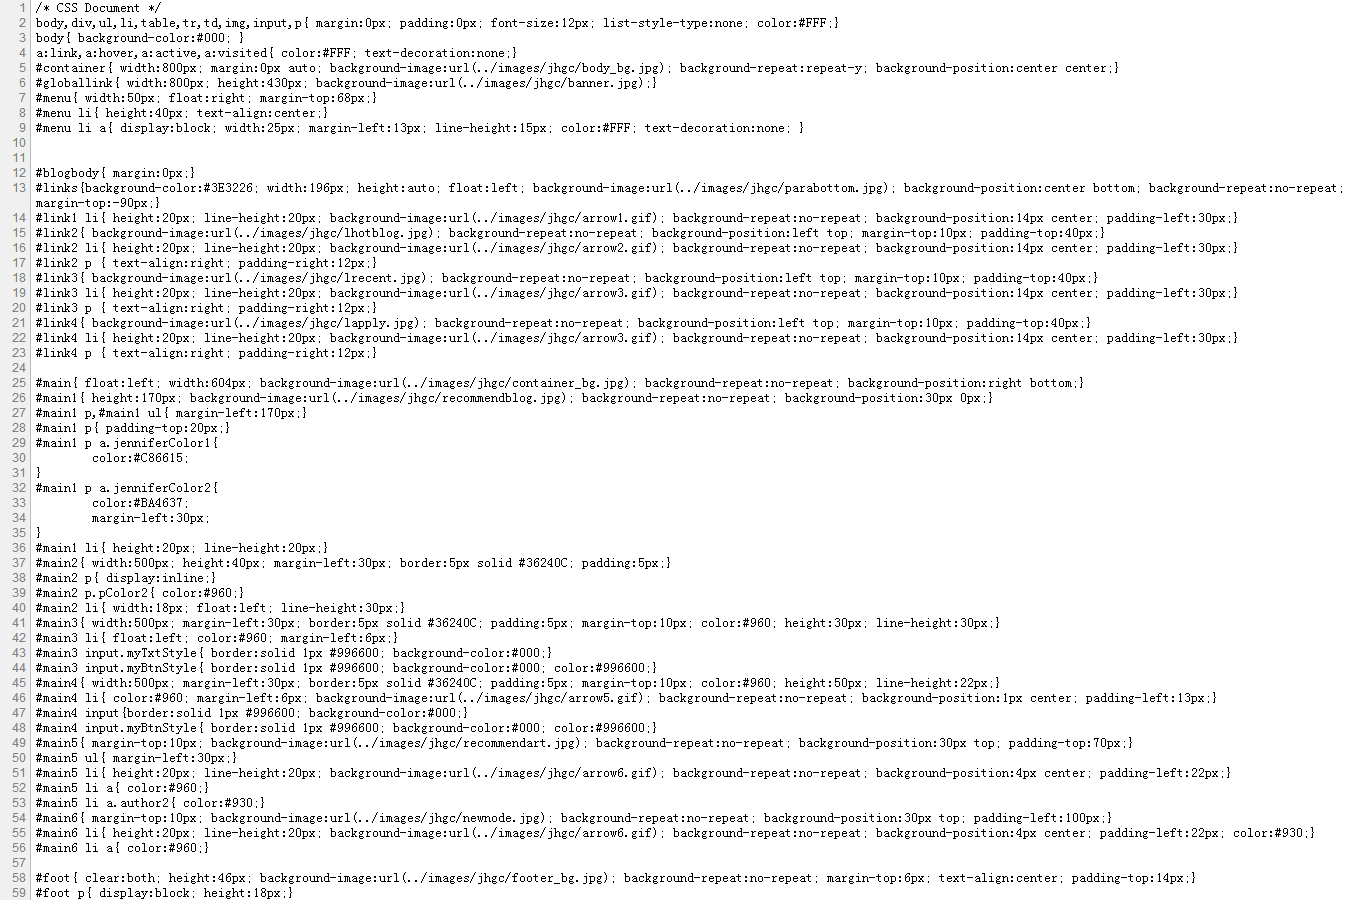 1 /* CSS Document */
2 body,div,ul,li,table,tr,td,img,input,p{ margin:0px; padding:0px; font-size:12px; list-style-type:none; color:#FFF;}
3 body{ background-color:#000; }
4 a:link,a:hover,a:active,a:visited{ color:#FFF; text-decoration:none;}
5 #container{ width:800px; margin:0px auto; background-image:url(../images/jhgc/body_bg.jpg); background-repeat:repeat-y; background-position:center center;}
6 #globallink{ width:800px; height:430px; background-image:url(../images/jhgc/banner.jpg);}
7 #menu{ width:50px; float:right; margin-top:68px;}
8 #menu li{ height:40px; text-align:center;}
9 #menu li a{ display:block; width:25px; margin-left:13px; line-height:15px; color:#FFF; text-decoration:none; }
10
11
12 #blogbody{ margin:0px;}
13 #links{background-color:#3E3226; width:196px; height:auto; float:left; background-image:url(../images/jhgc/parabottom.jpg); background-position:center bottom; background-repeat:no-repeat;
margin-top:-90px;}
14 #link1 li{ height:20px; line-height:20px; background-image:url(../images/jhgc/arrow1.gif); background-repeat:no-repeat; background-position:14px center; padding-left:30px;}
15 #link2{ background-image:url(../images/jhgc/lhotblog.jpg); background-repeat:no-repeat; background-position:left top; margin-top:10px; padding-top:40px;}
16 #link2 li{ height:20px; line-height:20px; background-image:url(../images/jhgc/arrow2.gif); background-repeat:no-repeat; background-position:14px center; padding-left:30px;}
17 #link2 p { text-align:right; padding-right:12px;}
18 #link3{ background-image:url(../images/jhgc/lrecent.jpg); background-repeat:no-repeat; background-position:left top; margin-top:10px; padding-top:40px;}
19 #link3 li{ height:20px; line-height:20px; background-image:url(../images/jhgc/arrow3.gif); background-repeat:no-repeat; background-position:14px center; padding-left:30px;}
20 #link3 p { text-align:right; padding-right:12px;}
21 #link4{ background-image:url(../images/jhgc/lapply.jpg); background-repeat:no-repeat; background-position:left top; margin-top:10px; padding-top:40px;}
22 #link4 li{ height:20px; line-height:20px; background-image:url(../images/jhgc/arrow3.gif); background-repeat:no-repeat; background-position:14px center; padding-left:30px;}
23 #link4 p { text-align:right; padding-right:12px;}
24
25 #main{ float:left; width:604px; background-image:url(../images/jhgc/container_bg.jpg); background-repeat:no-repeat; background-position:right bottom;}
26 #main1{ height:170px; background-image:url(../images/jhgc/recommendblog.jpg); background-repeat:no-repeat; background-position:30px 0px;}
27 #main1 p,#main1 ul{ margin-left:170px;}
28 #main1 p{ padding-top:20px;}
29 #main1 p a.jenniferColor1{
30 color:#C86615;
31 }
32 #main1 p a.jenniferColor2{
33 color:#BA4637;
34 margin-left:30px;
35 }
36 #main1 li{ height:20px; line-height:20px;}
37 #main2{ width:500px; height:40px; margin-left:30px; border:5px solid #36240C; padding:5px;}
38 #main2 p{ display:inline;}
39 #main2 p.pColor2{ color:#960;}
40 #main2 li{ width:18px; float:left; line-height:30px;}
41 #main3{ width:500px; margin-left:30px; border:5px solid #36240C; padding:5px; margin-top:10px; color:#960; height:30px; line-height:30px;}
42 #main3 li{ float:left; color:#960; margin-left:6px;}
43 #main3 input.myTxtStyle{ border:solid 1px #996600; background-color:#000;}
44 #main3 input.myBtnStyle{ border:solid 1px #996600; background-color:#000; color:#996600;}
45 #main4{ width:500px; margin-left:30px; border:5px solid #36240C; padding:5px; margin-top:10px; color:#960; height:50px; line-height:22px;}
46 #main4 li{ color:#960; margin-left:6px; background-image:url(../images/jhgc/arrow5.gif); background-repeat:no-repeat; background-position:1px center; padding-left:13px;}
47 #main4 input{border:solid 1px #996600; background-color:#000;}
48 #main4 input.myBtnStyle{ border:solid 1px #996600; background-color:#000; color:#996600;}
49 #main5{ margin-top:10px; background-image:url(../images/jhgc/recommendart.jpg); background-repeat:no-repeat; background-position:30px top; padding-top:70px;}
50 #main5 ul{ margin-left:30px;}
51 #main5 li{ height:20px; line-height:20px; background-image:url(../images/jhgc/arrow6.gif); background-repeat:no-repeat; background-position:4px center; padding-left:22px;}
52 #main5 li a{ color:#960;}
53 #main5 li a.author2{ color:#930;}
54 #main6{ margin-top:10px; background-image:url(../images/jhgc/newnode.jpg); background-repeat:no-repeat; background-position:30px top; padding-left:100px;}
55 #main6 li{ height:20px; line-height:20px; background-image:url(../images/jhgc/arrow6.gif); background-repeat:no-repeat; background-position:4px center; padding-left:22px; color:#930;}
56 #main6 li a{ color:#960;}
57
58 #foot{ clear:both; height:46px; background-image:url(../images/jhgc/footer_bg.jpg); background-repeat:no-repeat; margin-top:6px; text-align:center; padding-top:14px;}
59 #foot p{ display:block; height:18px;}